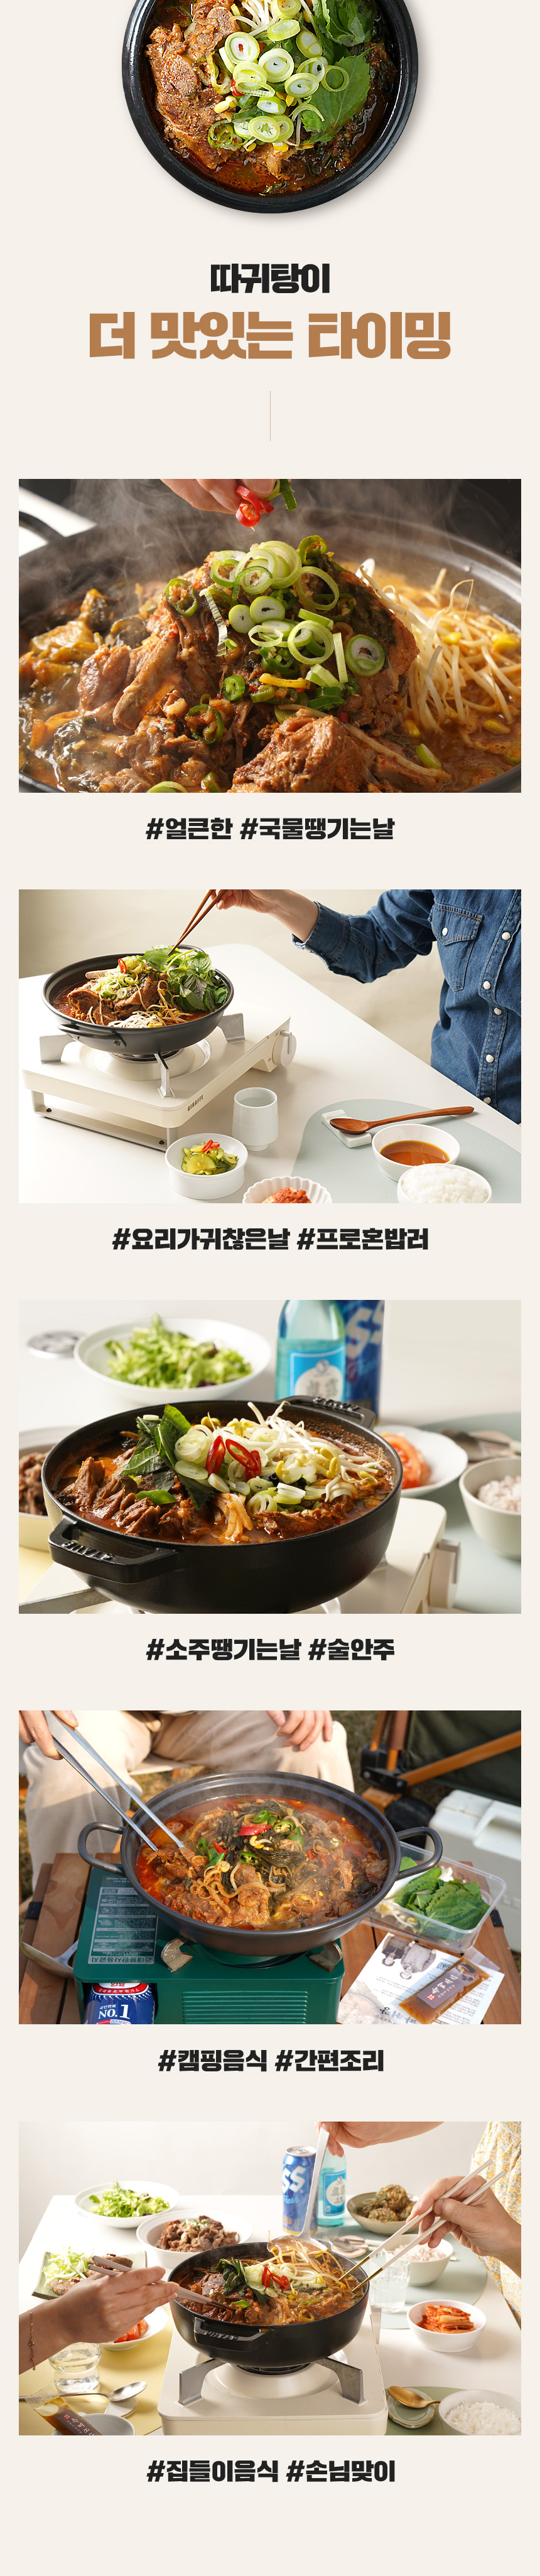 따귀탕이
더 맛있는 타이밍
#얼큰한 #국물땡기는날
#요리가귀찮은날 #프로혼밥러
#소주땡기는날 #술안주
NO.1
#캠핑음식 #간편조리
#집들이음식 #손님맞이